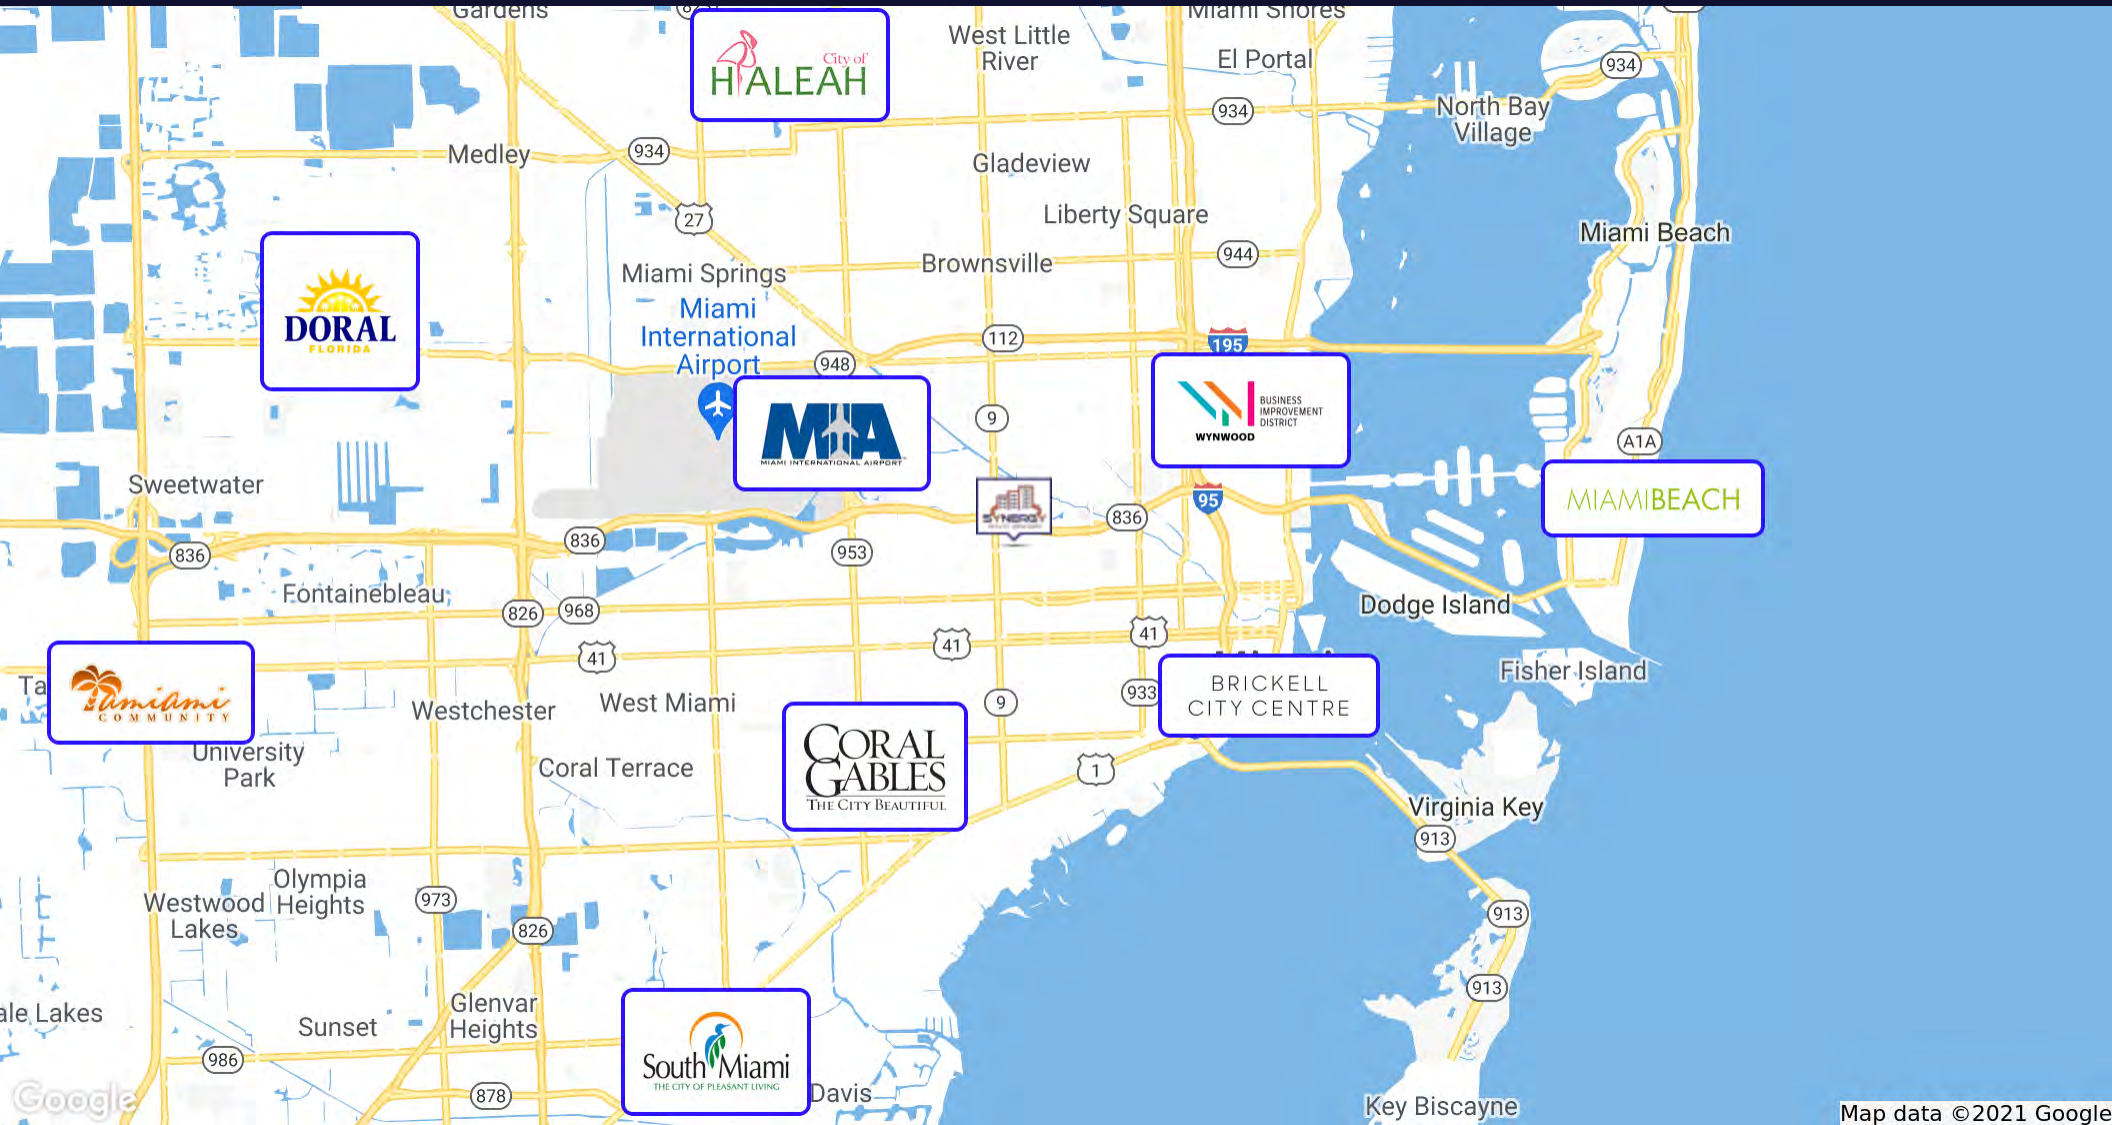 Gardens
Miami Shores
City of
HIALEAH
West Little
River
El Portal
934
934
North Bay
Village
Medley
934
Gladeview
27
Liberty Square
Miami Beach
Miami Springs
Brownsville
944
DORAL
FLORIDA
Miami
International
Airport
112
195
948
MIA
MIAMI INTERNATIONAL AIRPORT
9
WYNWOOD
BUSINESS
IMPROVEMENT
DISTRICT
A1A
Sweetwater
MIAMIBEACH
SYNERGY
95
836
836
836
953
Fontainebleau
826
968
Dodge Island
41
41
41
Fisher Island
Ta
Tamiami
COMMUNITY
Westchester
West Miami
9
933
BRICKELL
CITY CENTRE
University
Park
Coral Terrace
CORAL
GABLES
THE CITY BEAUTIFUL
1
Virginia Key
913
Olympia
Heights
Westwood
Lakes
973
826
913
913
ale Lakes
Sunset
Glenvar
Heights
986
878
South Miami
THE CITY OF PLEASANT LIVING
Davis
Key Biscayne
Google
Map data ©2021 Google